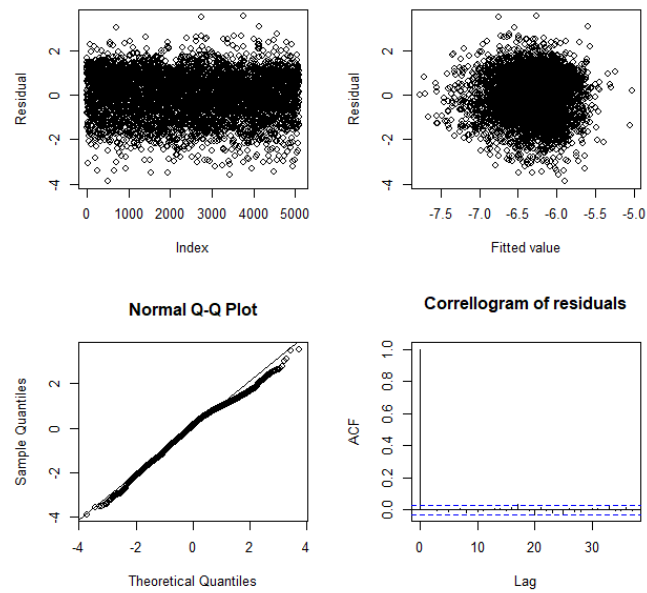 Residual
-4 -2 0 2
0 1000 2000 3000 4000 5000
Index
Residual
-4 -2 0 2
-7.5 -7.0 -6.5 -6.0 -5.5 -5.0
Fitted value
Normal Q-Q Plot
Sample Quantiles
-4 -2 0 2
-4 -2 0 2 4
Theoretical Quantiles
Correllogram of residuals
ACF
0.0 0.2 0.4 0.6 0.8 1.0
0 10 20 30
Lag